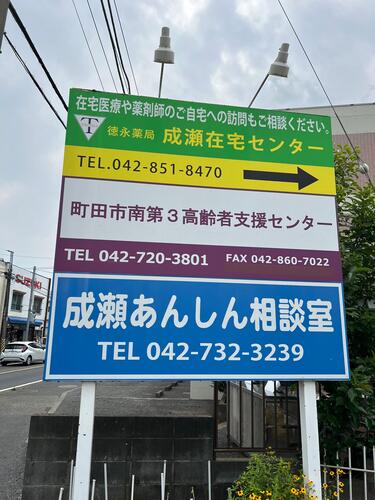 在宅医療や薬剤師のご自宅への訪問もご相談ください。
T
徳永薬局 成瀬在宅センター
TEL.042-851-8470
町田市南第3高齢者支援センター
TEL 042-720-3801 FAX 042-860-7022
成瀬あんしん相談室
TEL 042-732-3239
SUZUKI